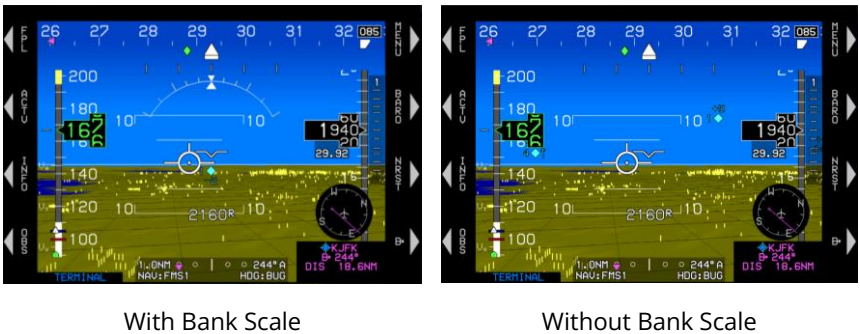 26 27 28 29 30 31 32 085
FPL
MENU
200
ACTV
BARO
180
10 10
1940
29.92
INFO
NRST
140
120
10 2160R 10
N E S W
OBS
100
KJFK
244°
DIS 18.6NM
TERMINAL
1.0NM 244°A
NAV:FMS1 HDG:BUG
With Bank Scale
26 27 28 29 30 31 32 085
FPL
MENU
200
ACTV
BARO
180
10 10
1940
29.92
INFO
NRST
140
120
10 2160R 10
N E S W
OBS
100
KJFK
244°
DIS 18.6NM
TERMINAL
1.0NM 244°A
NAV:FMS1 HDG:BUG
Without Bank Scale